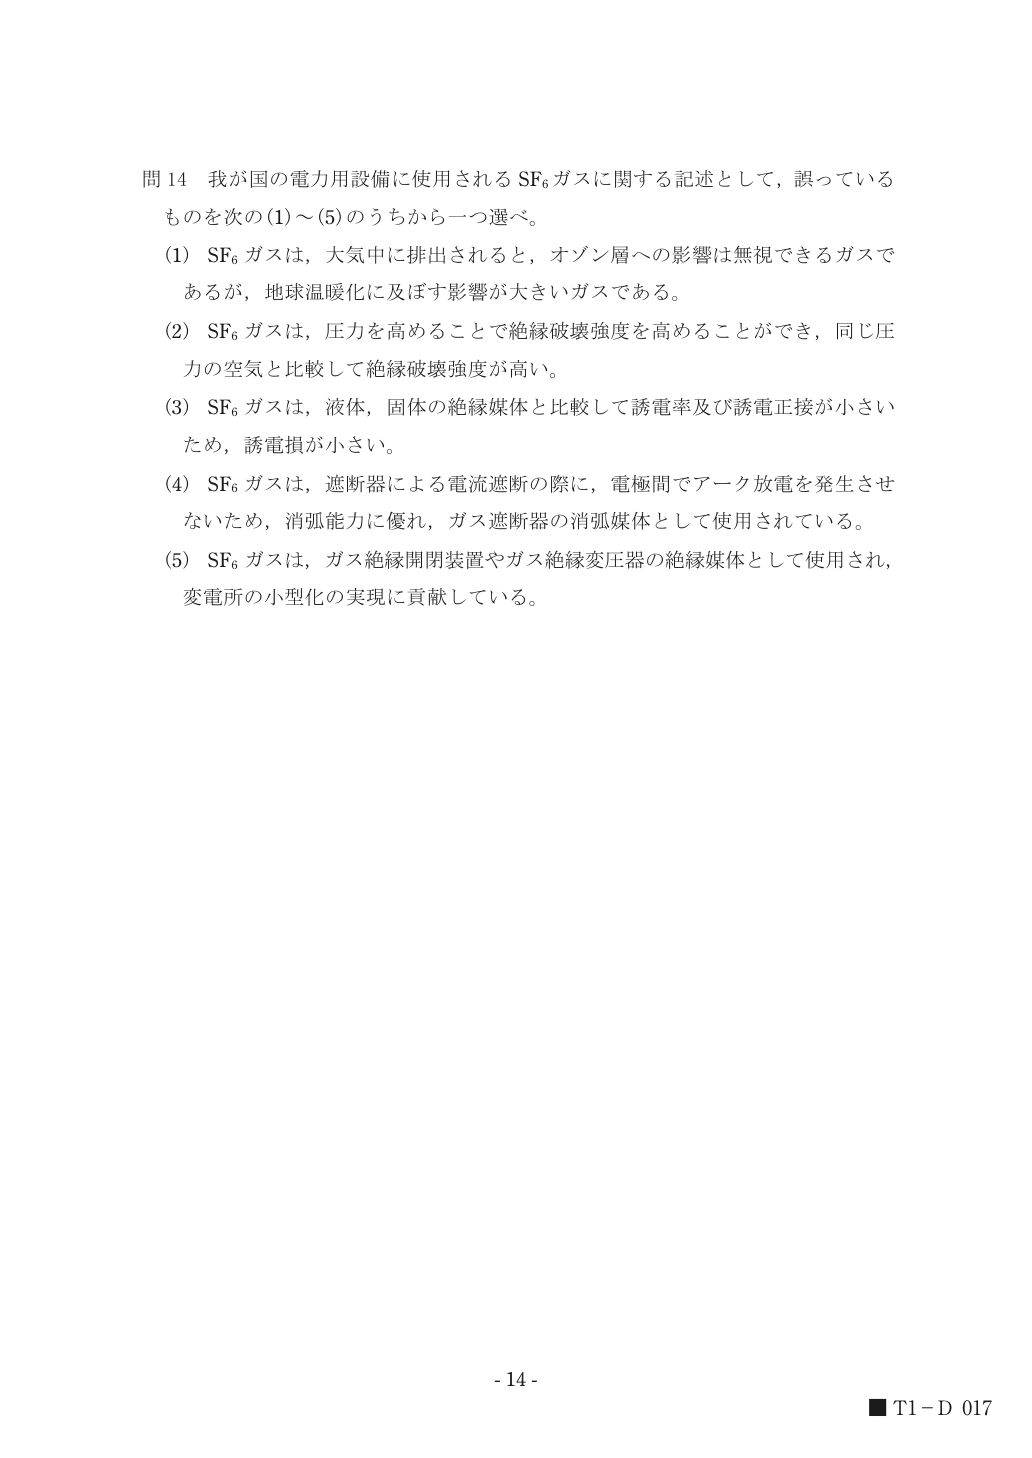 問 14　我が国の電力用設備に使用される SF₆ ガスに関する記述として，誤っている
ものを次の(1)～(5)のうちから一つ選べ。
(1)　SF₆ ガスは，大気中に排出されると，オゾン層への影響は無視できるガスで
あるが，地球温暖化に及ぼす影響が大きいガスである。
(2)　SF₆ ガスは，圧力を高めることで絶縁破壊強度を高めることができ，同じ圧
力の空気と比較して絶縁破壊強度が高い。
(3)　SF₆ ガスは，液体，固体の絶縁媒体と比較して誘電率及び誘電正接が小さい
ため，誘電損が小さい。
(4)　SF₆ ガスは，遮断器による電流遮断の際に，電極間でアーク放電を発生させ
ないため，消弧能力に優れ，ガス遮断器の消弧媒体として使用されている。
(5)　SF₆ ガスは，ガス絶縁開閉装置やガス絶縁変圧器の絶縁媒体として使用され，
変電所の小型化の実現に貢献している。
- 14 -
■ T1－D 017